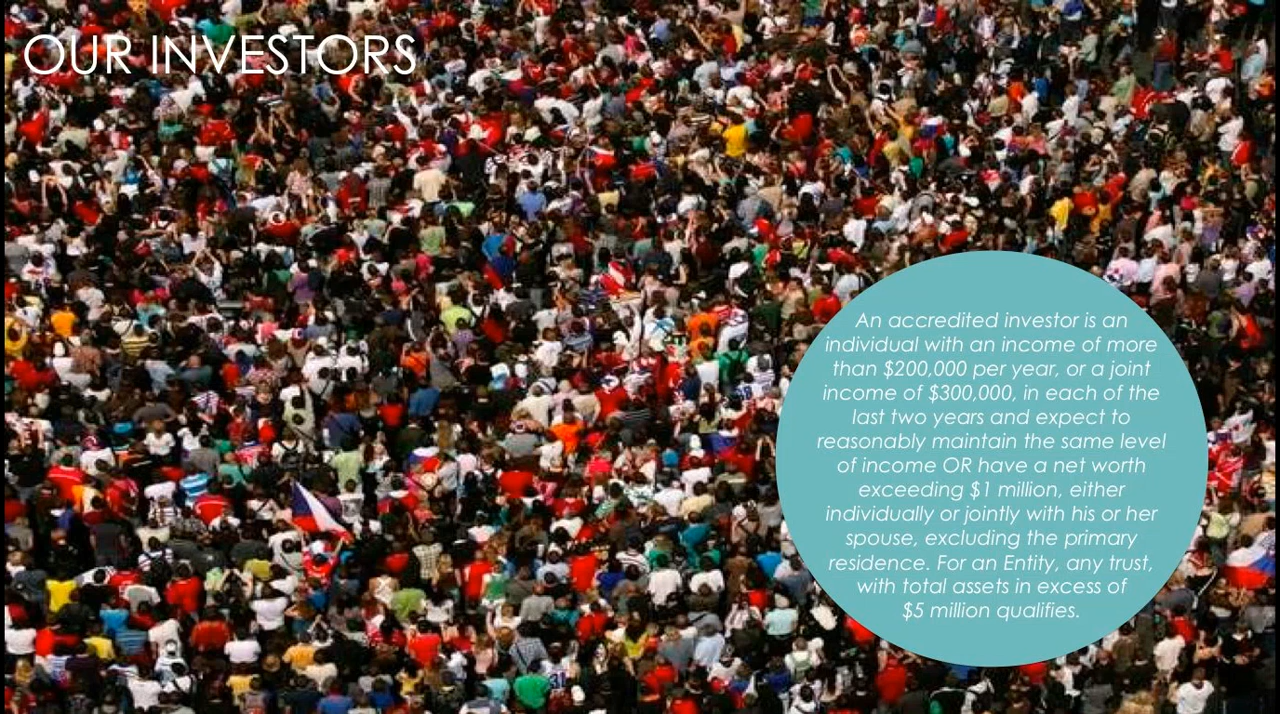 OUR INVESTORS
An accredited investor is an
individual with an income of more
than $200,000 per year, or a joint
income of $300,000, in each of the
last two years and expect to
reasonably maintain the same level
of income OR have a net worth
exceeding $1 million, either
individually or jointly with his or her
spouse, excluding the primary
residence. For an Entity, any trust,
with total assets in excess of
$5 million qualifies.
31